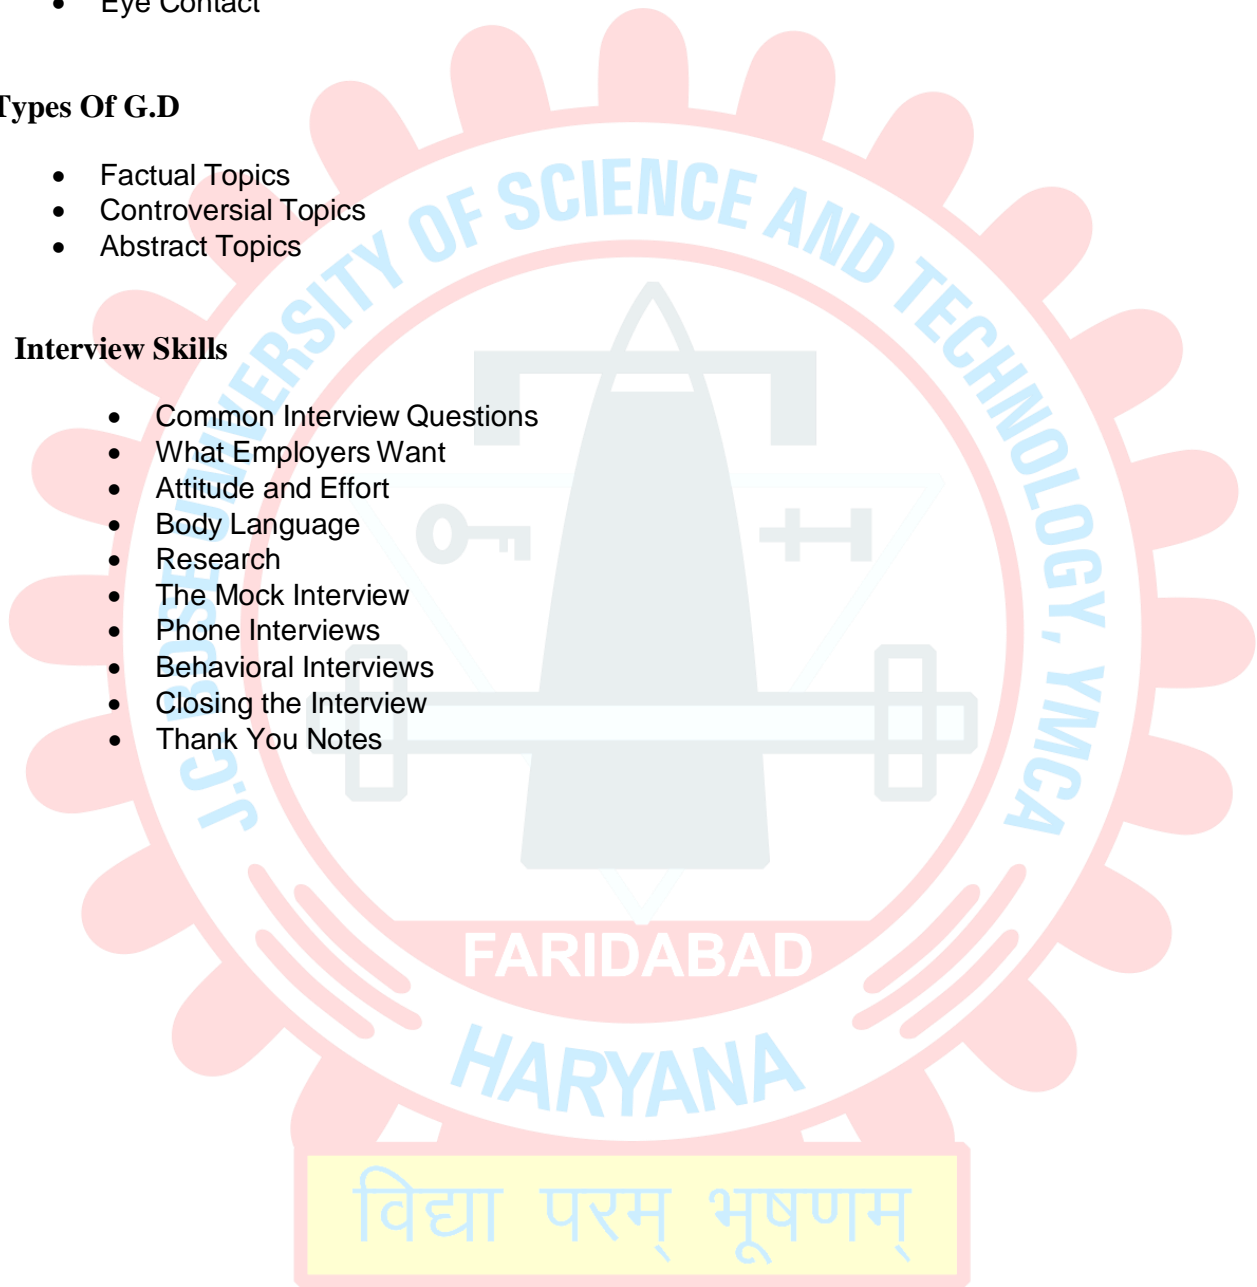 • Eye Contact
Types Of G.D
• Factual Topics
• Controversial Topics
• Abstract Topics
Interview Skills
• Common Interview Questions
• What Employers Want
• Attitude and Effort
• Body Language
• Research
• The Mock Interview
• Phone Interviews
• Behavioral Interviews
• Closing the Interview
• Thank You Notes
J.C. BOSE UNIVERSITY OF SCIENCE AND TECHNOLOGY, YMCA
FARIDABAD
HARYANA
विद्या परम् भूषणम्